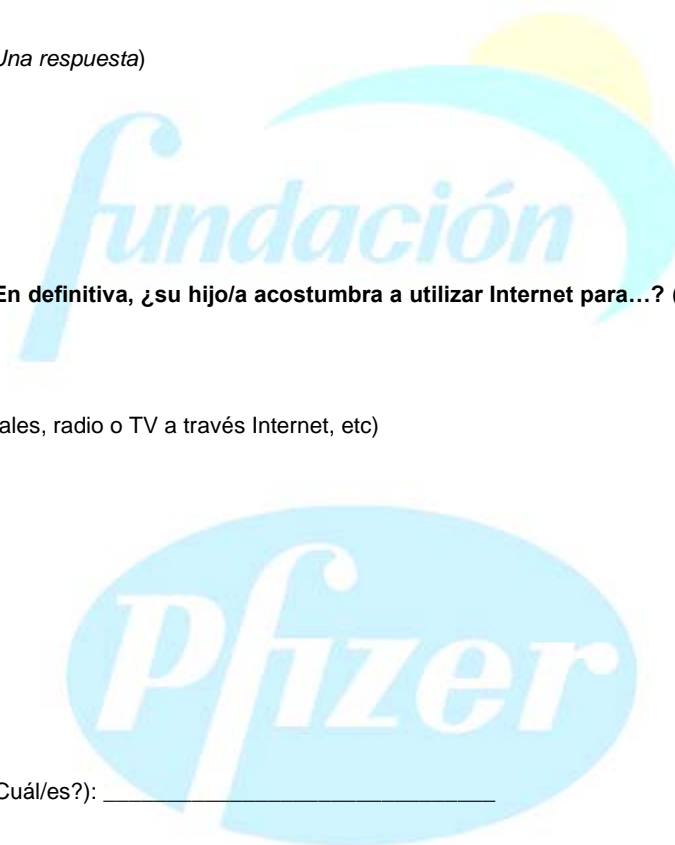 Una respuesta)
fundación
En definitiva, ¿su hijo/a acostumbra a utilizar Internet para…? (
ales, radio o TV a través Internet, etc)
Pfizer
Cuál/es?): _______________________________